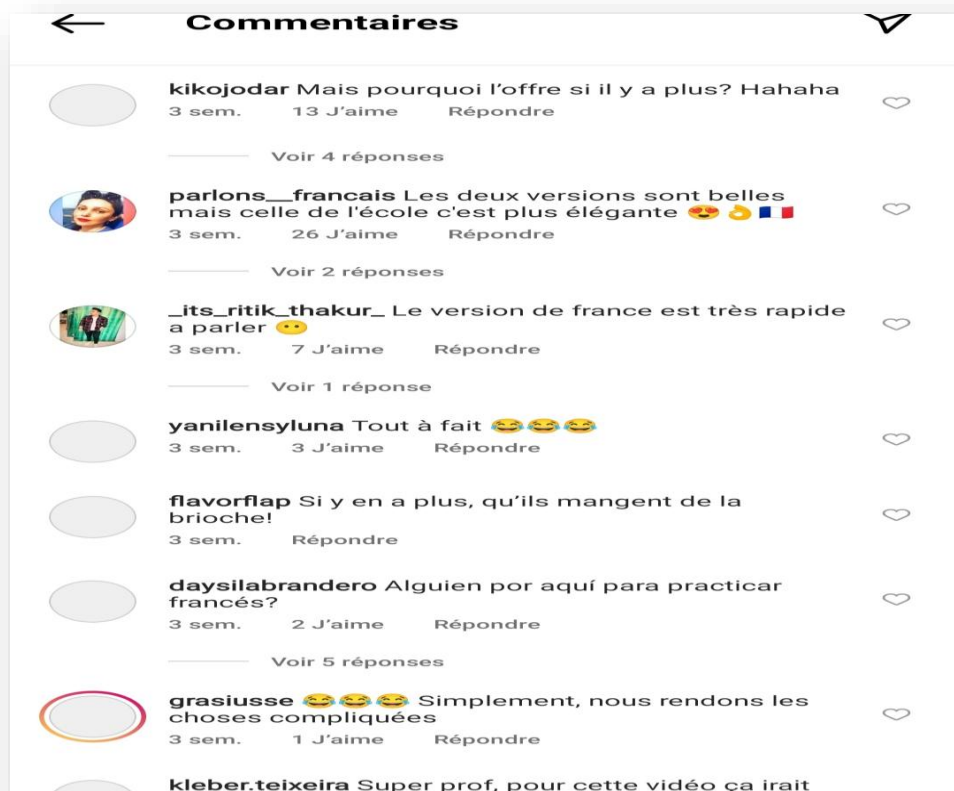 Commentaires
kikojodar Mais pourquoi l'offre si il y a plus? Hahaha
3 sem. 13 J'aime Répondre
Voir 4 réponses
parlons__francais Les deux versions sont belles
mais celle de l'école c'est plus élégante 😍👌🇫🇷
3 sem. 26 J'aime Répondre
Voir 2 réponses
_its_ritik_thakur_ Le version de france est très rapide
a parler 😶
3 sem. 7 J'aime Répondre
Voir 1 réponse
yanilensyluna Tout à fait 😂😂😂
3 sem. 3 J'aime Répondre
flavorflap Si y en a plus, qu'ils mangent de la
brioche!
3 sem. Répondre
daysilabrandero Alguien por aquí para practicar
francés?
3 sem. 2 J'aime Répondre
Voir 5 réponses
grasiusse 😂😂😂 Simplement, nous rendons les
choses compliquées
3 sem. 1 J'aime Répondre
kleber.teixeira Super prof, pour cette vidéo ça irait